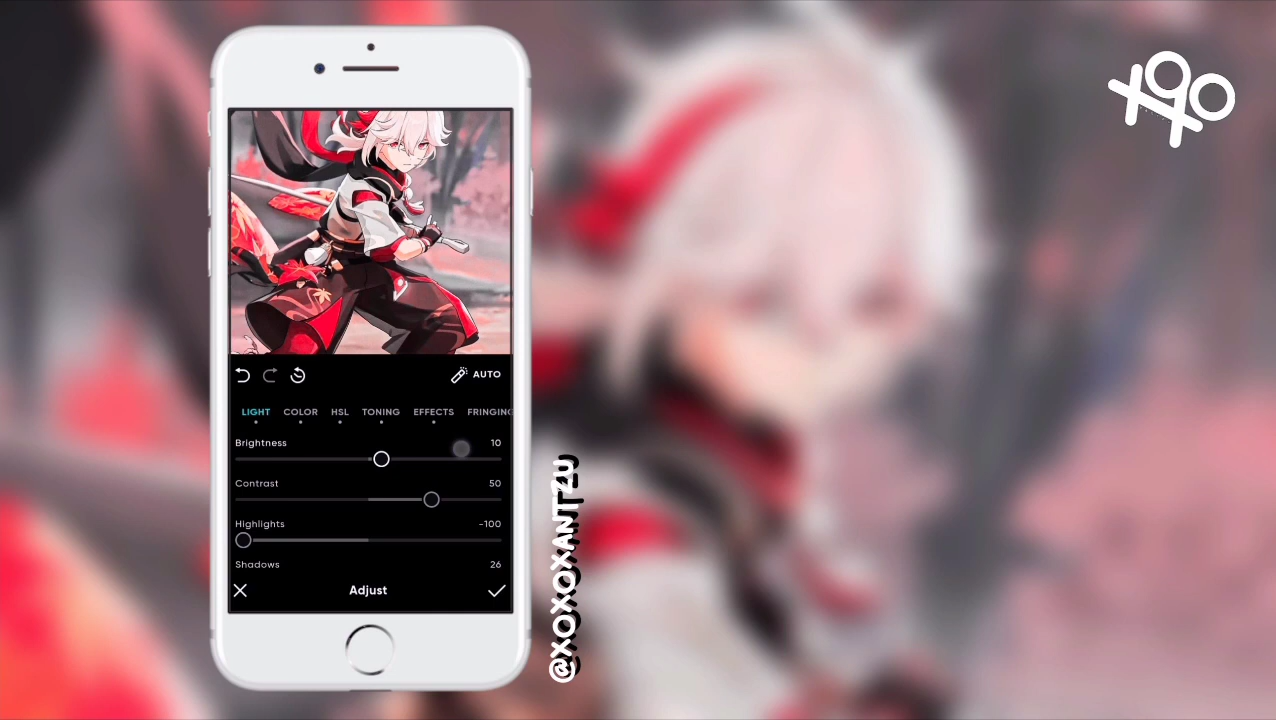 AUTO
LIGHT COLOR HSL TONING EFFECTS FRINGING
Brightness 10
Contrast 50
Highlights -100
Shadows 26
Adjust
@XOXOXANTZU